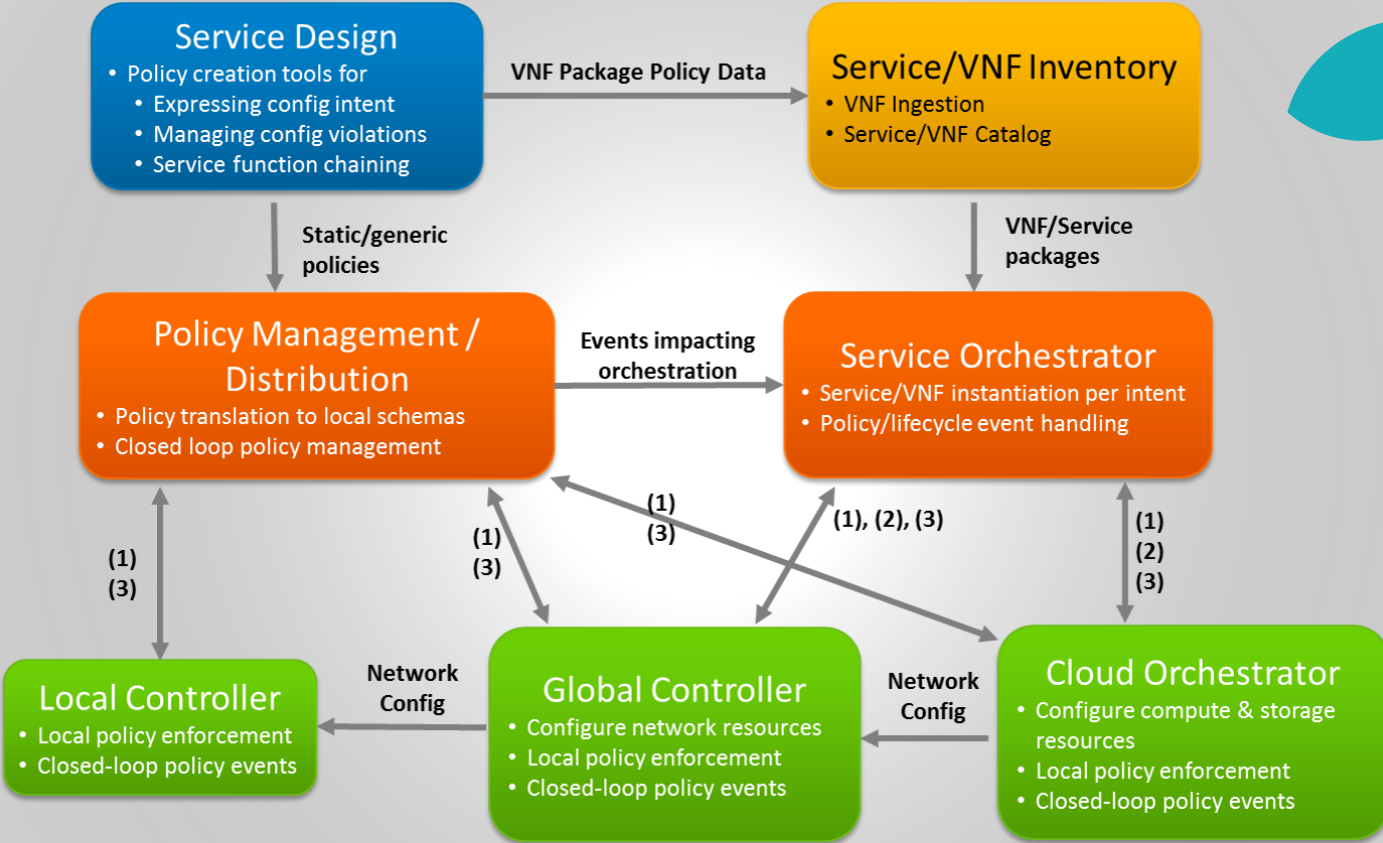 Service Design
• Policy creation tools for
• Expressing config intent
• Managing config violations
• Service function chaining
VNF Package Policy Data
Service/VNF Inventory
• VNF Ingestion
• Service/VNF Catalog
Static/generic
policies
VNF/Service
packages
Policy Management /
Distribution
• Policy translation to local schemas
• Closed loop policy management
Events impacting
orchestration
Service Orchestrator
• Service/VNF instantiation per intent
• Policy/lifecycle event handling
(1)
(3)
(1)
(3)
(1)
(3)
(1), (2), (3)
(1)
(2)
(3)
Local Controller
• Local policy enforcement
• Closed-loop policy events
Network
Config
Global Controller
• Configure network resources
• Local policy enforcement
• Closed-loop policy events
Network
Config
Cloud Orchestrator
• Configure compute & storage
resources
• Local policy enforcement
• Closed-loop policy events